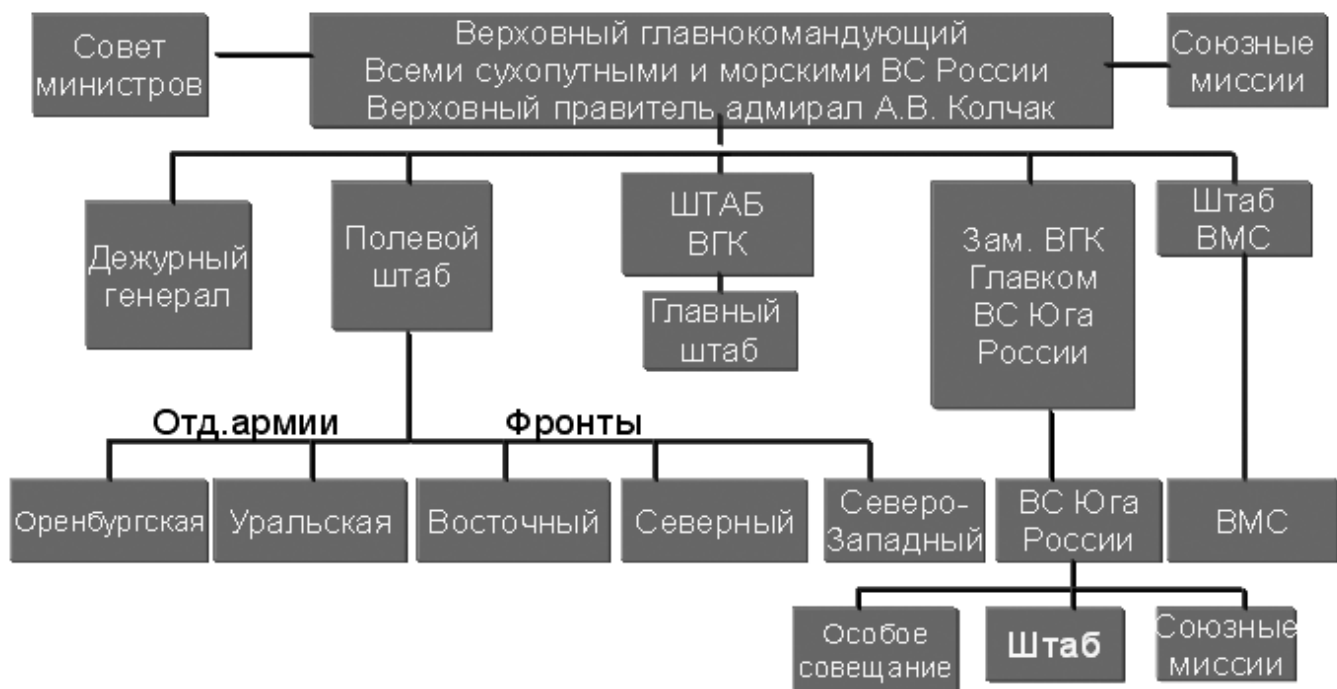 Совет
министров
Верховный главнокомандующий
Всеми сухопутными и морскими ВС России
Верховный правитель адмирал А.В. Колчак
Союзные
миссии
Дежурный
генерал
Полевой
штаб
ШТАБ
ВГК
Главный
штаб
Зам. ВГК
Главком
ВС Юга
России
Штаб
ВМС
Отд.армии
Фронты
Оренбургская
Уральская
Восточный
Северный
Северо-
Западный
ВС Юга
России
ВМС
Особое
совещание
Штаб
Союзные
миссии